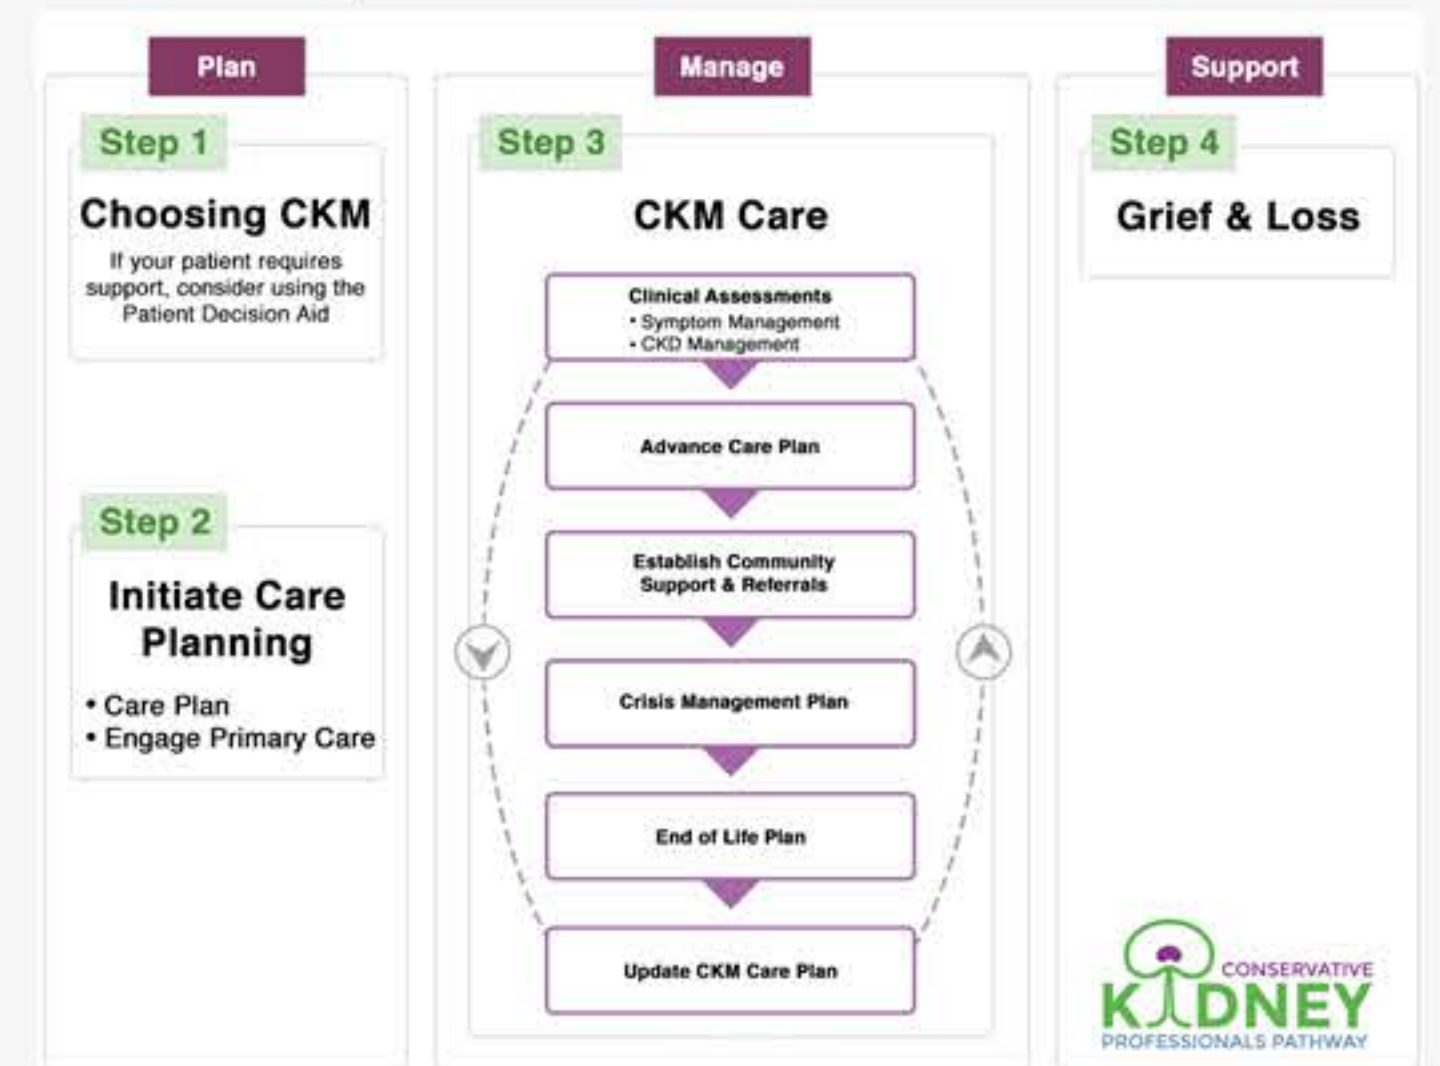 Plan
Step 1
Choosing CKM
If your patient requires
support, consider using the
Patient Decision Aid
Step 2
Initiate Care
Planning
• Care Plan
• Engage Primary Care
Manage
Step 3
CKM Care
Clinical Assessments
• Symptom Management
• CKD Management
Advance Care Plan
Establish Community
Support & Referrals
Crisis Management Plan
End of Life Plan
Update CKM Care Plan
Support
Step 4
Grief & Loss
CONSERVATIVE
KIDNEY
PROFESSIONALS PATHWAY